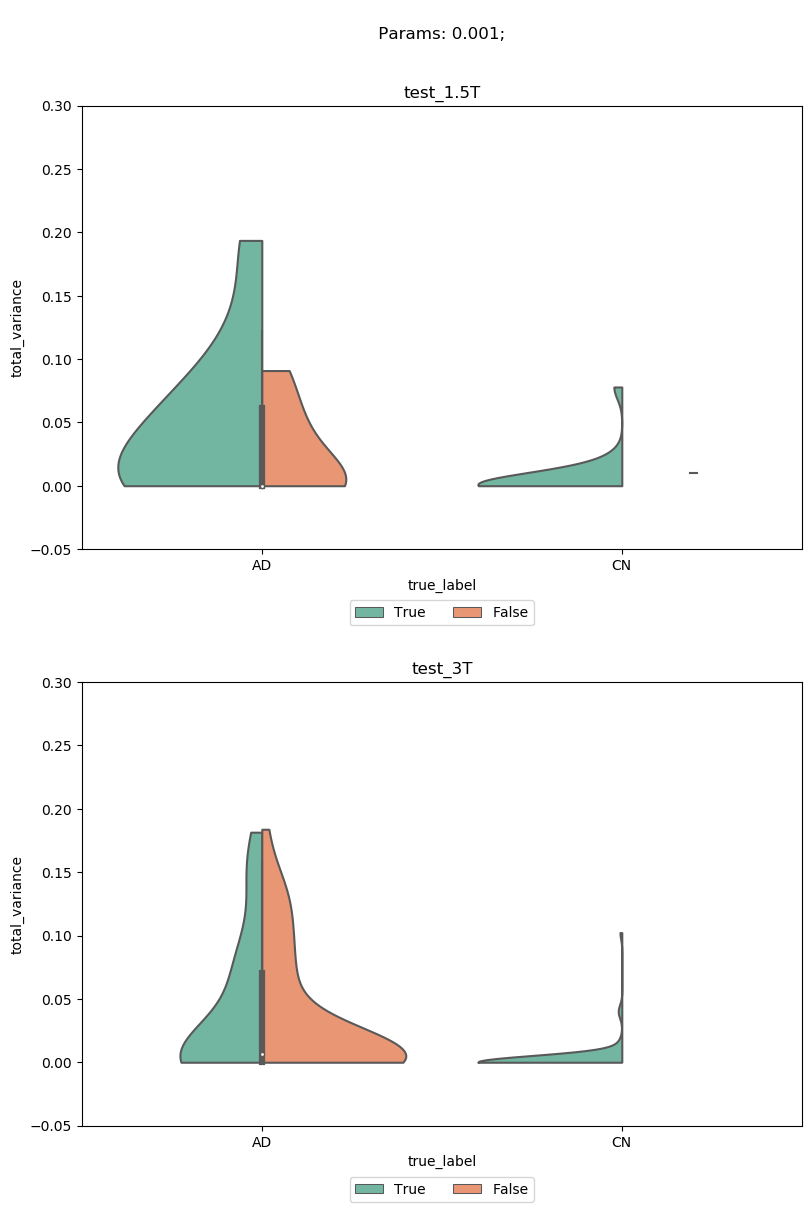 Params: 0.001;
test_1.5T
0.30
0.25
0.20
0.15
0.10
0.05
0.00
−0.05
total_variance
AD CN
true_label
True False
test_3T
0.30
0.25
0.20
0.15
0.10
0.05
0.00
−0.05
total_variance
AD CN
true_label
True False